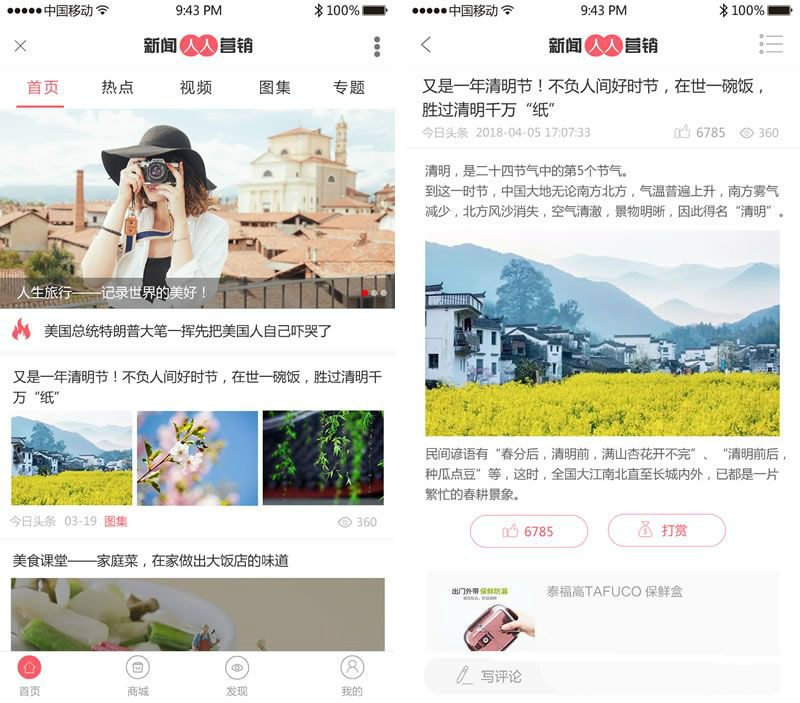 中国移动 9:43 PM 100%
新闻人人营销
首页 热点 视频 图集 专题
人生旅行——记录世界的美好！
美国总统特朗普大笔一挥先把美国人自己吓哭了
又是一年清明节！不负人间好时节，在世一碗饭，胜过清明千
万“纸”
今日头条 03-19 图集 360
美食课堂——家庭菜，在家做出大饭店的味道
首页 商城 发现 我的
中国移动 9:43 PM 100%
新闻人人营销
又是一年清明节！不负人间好时节，在世一碗饭，
胜过清明千万“纸”
今日头条 2018-04-05 17:07:33 6785 360
清明，是二十四节气中的第5个节气。
到这一时节，中国大地无论南方北方，气温普遍上升，南方雾气
减少，北方风沙消失，空气清澈，景物明晰，因此得名“清明”。
民间谚语有“春分后，清明前，满山杏花开不完”、“清明前后，
种瓜点豆”等，这时，全国大江南北直至长城内外，已都是一片
繁忙的春耕景象。
6785 打赏
出门外带 保鲜防漏
泰福高TAFUCO 保鲜盒
写评论